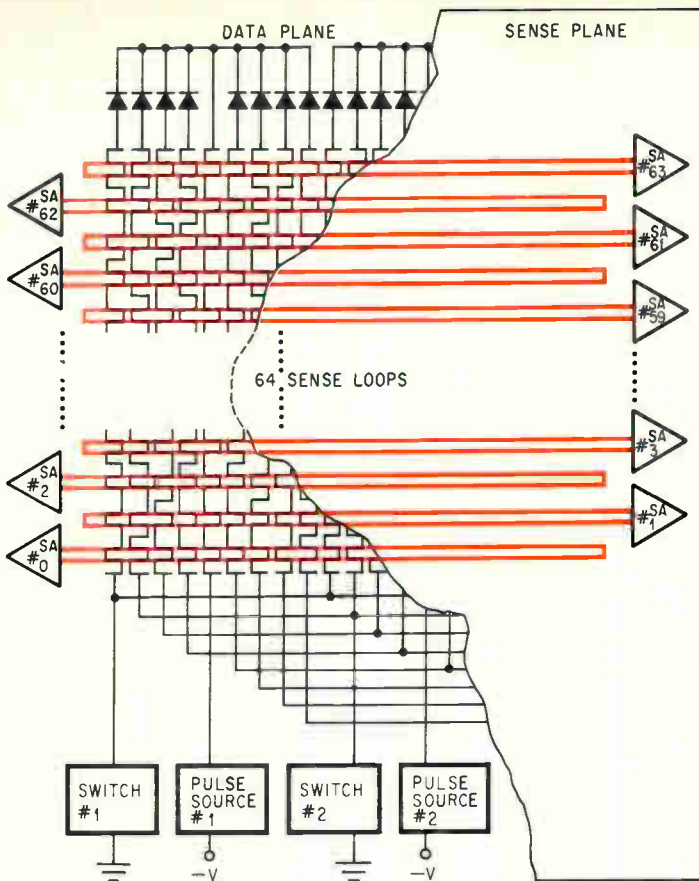 DATA PLANE
SENSE PLANE
SA
#63
SA
#62
SA
#61
SA
#60
SA
#59
64 SENSE LOOPS
SA
#3
SA
#2
SA
#1
SA
#0
SWITCH
#1
PULSE
SOURCE
#1
SWITCH
#2
PULSE
SOURCE
#2
-V
-V